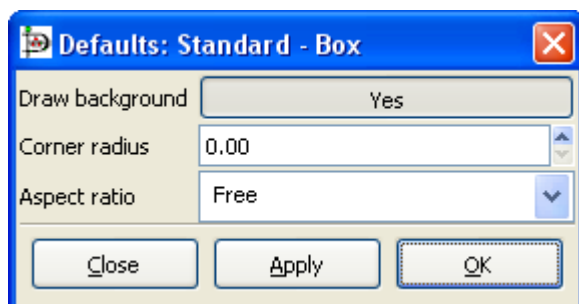 Defaults: Standard - Box
Draw background Yes
Corner radius 0.00
Aspect ratio Free
Close Apply OK